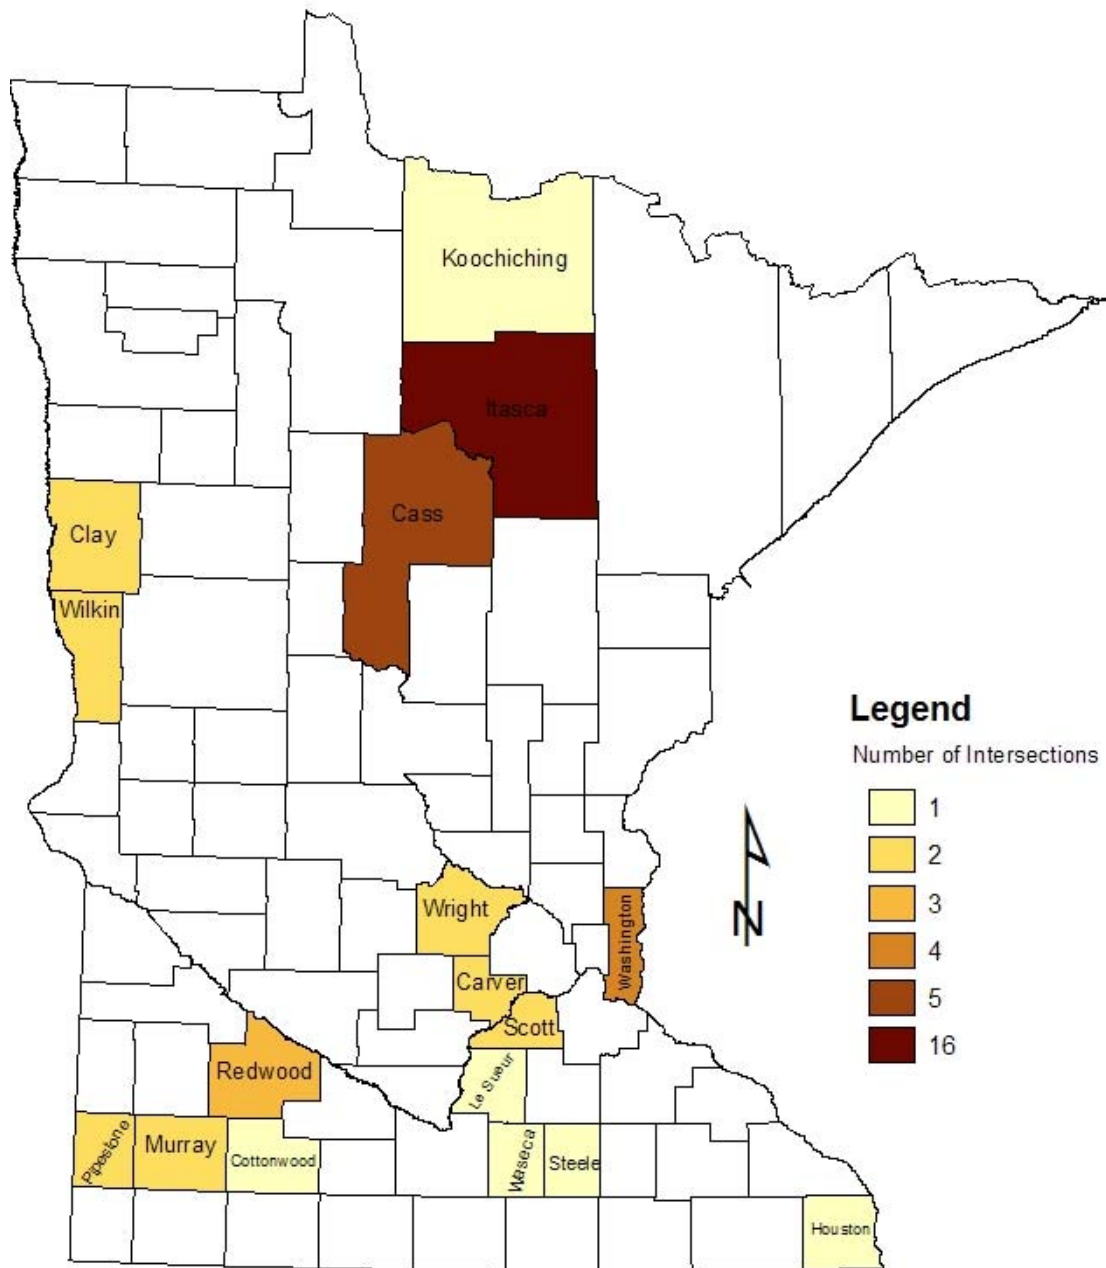 Koochiching
Itasca
Cass
Clay
Wilkin
Legend
Number of Intersections
1
2
3
4
5
16
N
Wright
Washington
Carver
Scott
Redwood
Le Sueur
Pipestone
Murray
Cottonwood
Waseca
Steele
Houston